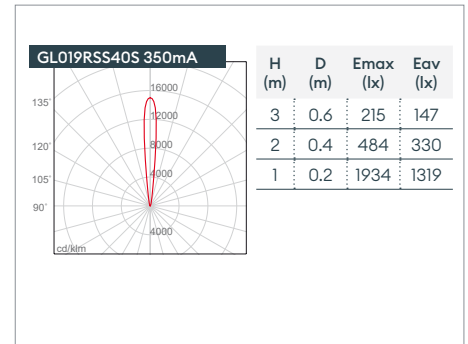 GL019RSS40S 350mA
16000
135°
12000
120°
8000
105°
4000
90°
4000
cd/klm
H D Emax Eav
(m) (m) (lx) (lx)
3 0.6 215 147
2 0.4 484 330
1 0.2 1934 1319